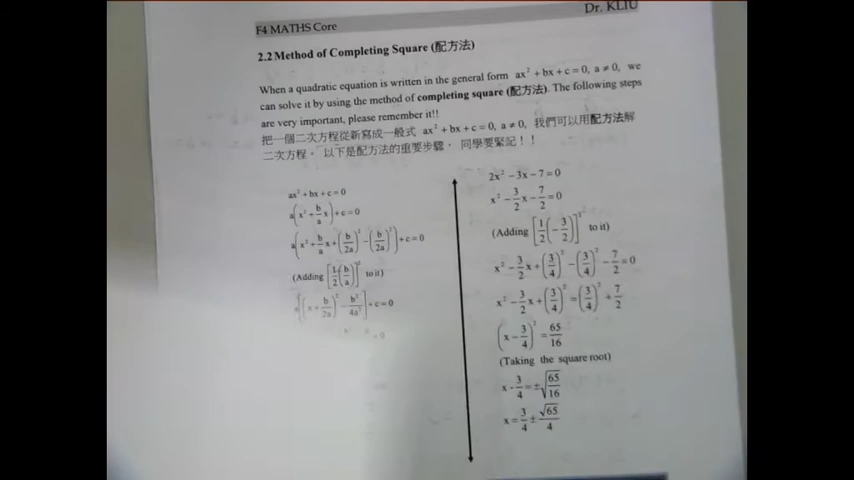 F4 MATHS Core
Dr. KLIU
2.2 Method of Completing Square (配方法)
When a quadratic equation is written in the general form ax² + bx + c = 0, a ≠ 0, we
can solve it by using the method of completing square (配方法). The following steps
are very important, please remember it!!
把一個二次方程從新寫成一般式 ax² + bx + c = 0, a ≠ 0, 我們可以用配方法解
二次方程。以下是配方法的重要步驟，同學要緊記！！
ax² + bx + c = 0
a(x² + b/a x) + c = 0
a(x² + b/a x + (b/2a)² − (b/2a)²) + c = 0
(Adding [1/2(b/a)]² to it)
a[(x + b/2a)² − b²/4a²] + c = 0
= 0
2x² − 3x − 7 = 0
x² − 3/2 x − 7/2 = 0
(Adding [1/2(−3/2)]² to it)
x² − 3/2 x + (3/4)² − (3/4)² − 7/2 = 0
x² − 3/2 x + (3/4)² = (3/4)² + 7/2
(x − 3/4)² = 65/16
(Taking the square root)
x - 3/4 = ±√(65/16)
x = 3/4 ± √65/4